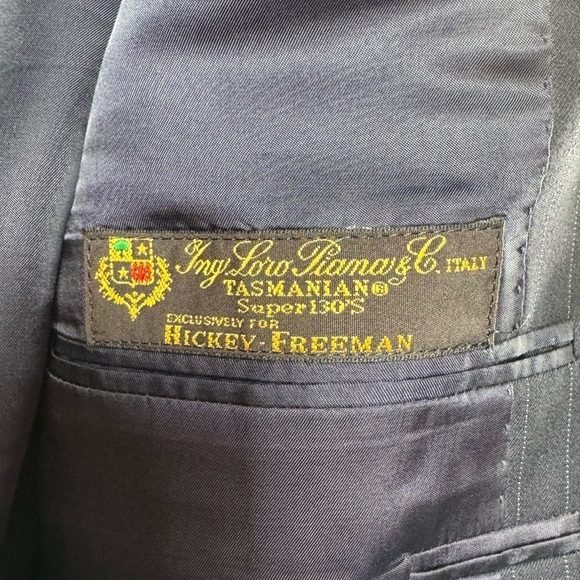 Ing. Loro Piana & C. ITALY
TASMANIAN®
Super130'S
EXCLUSIVELY FOR
HICKEY-FREEMAN